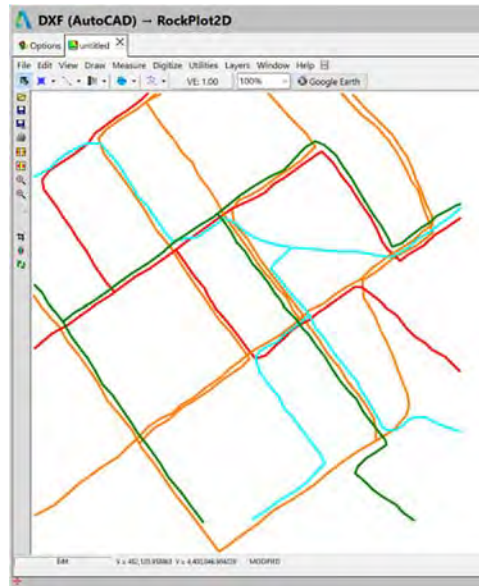 DXF (AutoCAD) → RockPlot2D
Options untitled
File Edit View Draw Measure Digitize Utilities Layers Window Help
VE: 1.00 100% Google Earth
Edit MODIFIED